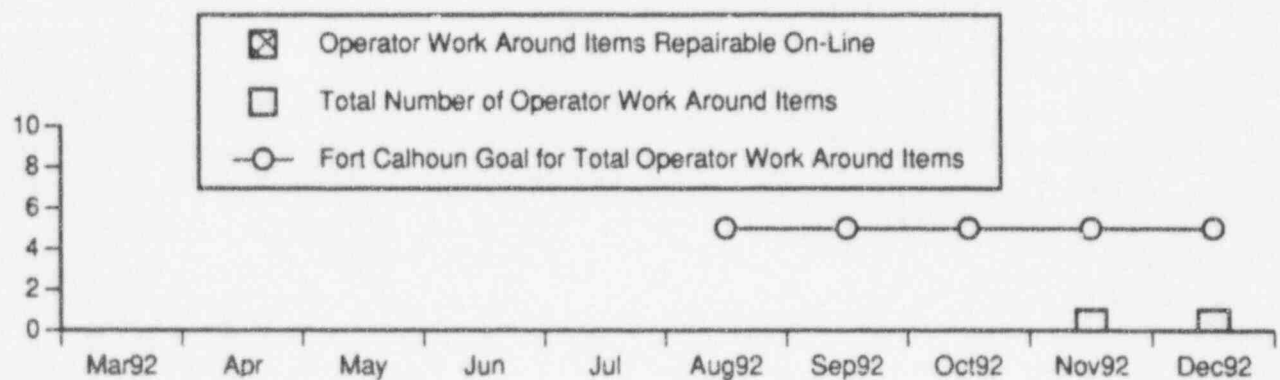 Operator Work Around Items Repairable On-Line
Total Number of Operator Work Around Items
Fort Calhoun Goal for Total Operator Work Around Items
10
8
6
4
2
0
Mar92 Apr May Jun Jul Aug92 Sep92 Oct92 Nov92 Dec92